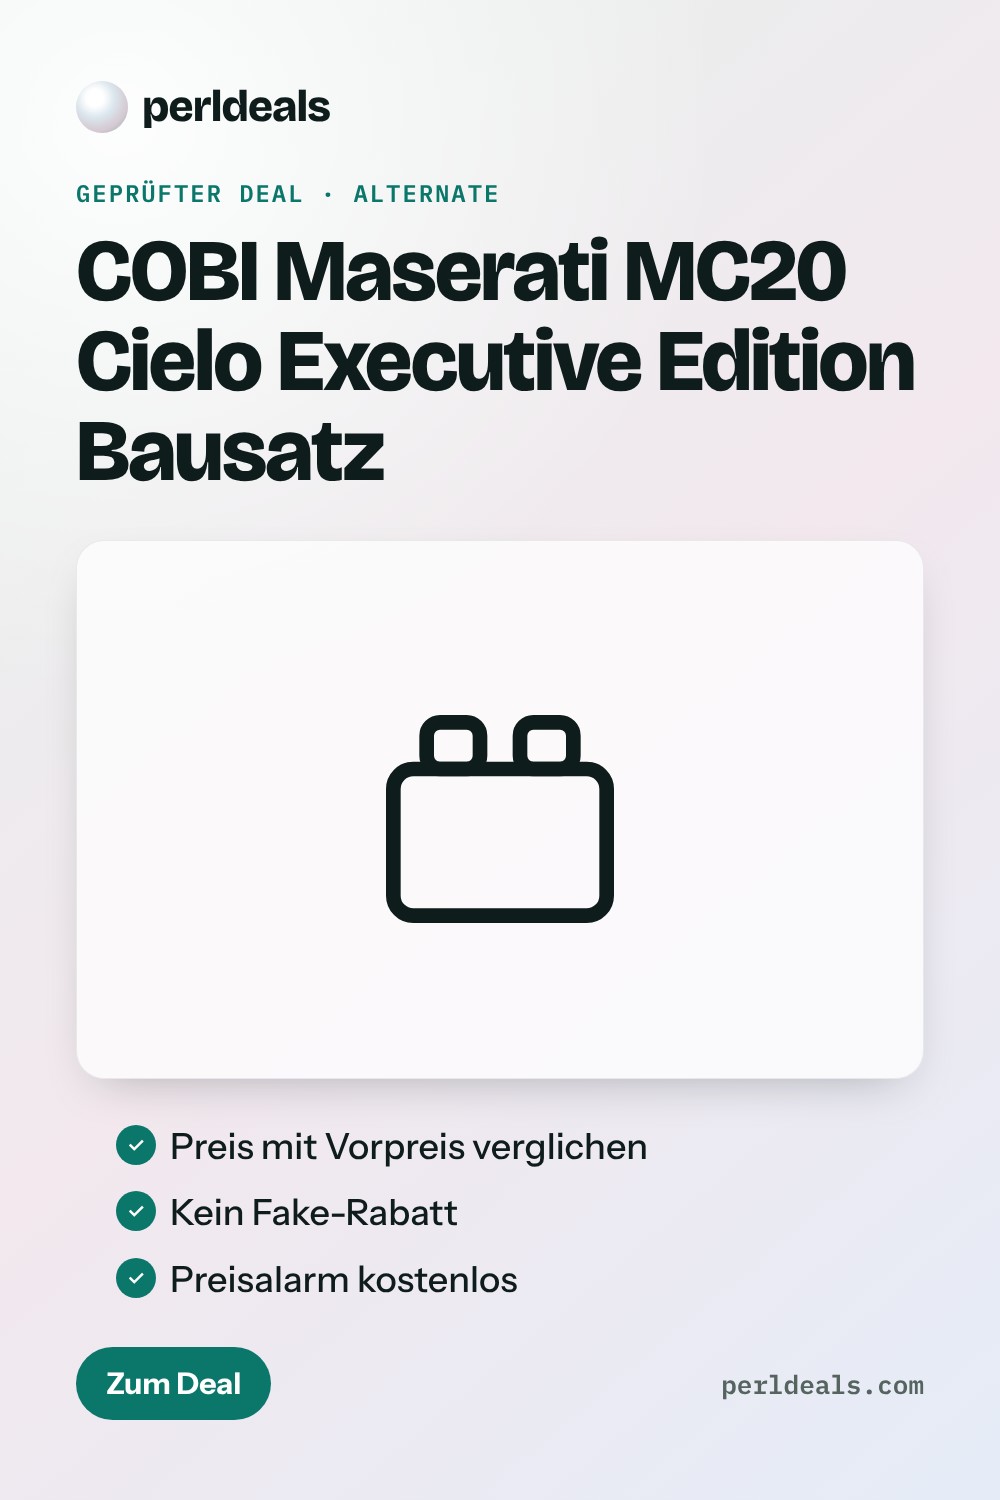 perldeals
GEPRÜFTER DEAL · ALTERNATE
COBI Maserati MC20
Cielo Executive Edition
Bausatz
Preis mit Vorpreis verglichen
Kein Fake-Rabatt
Preisalarm kostenlos
Zum Deal
perldeals.com